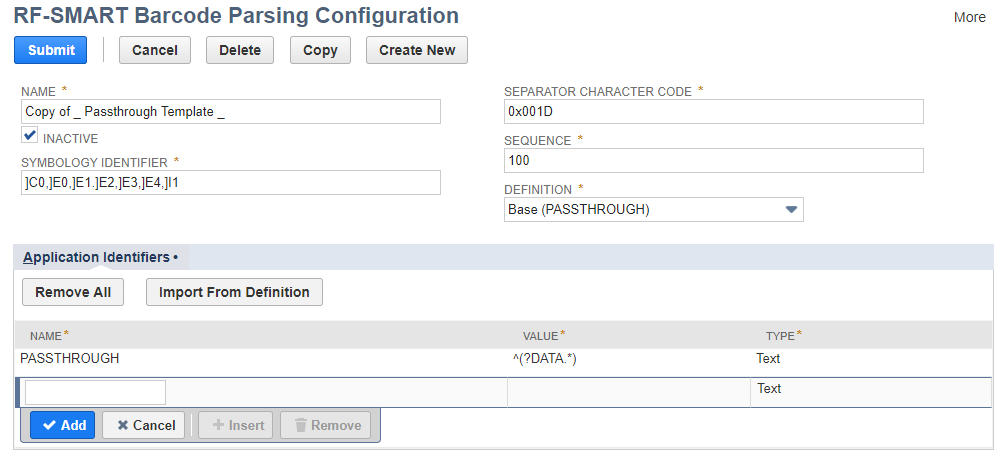 RF-SMART Barcode Parsing Configuration
More
Submit Cancel Delete Copy Create New
NAME *
Copy of _ Passthrough Template _
INACTIVE
SYMBOLOGY IDENTIFIER *
]C0,]E0,]E1.]E2,]E3,]E4,]I1
SEPARATOR CHARACTER CODE *
0x001D
SEQUENCE *
100
DEFINITION *
Base (PASSTHROUGH)
Application Identifiers •
Remove All Import From Definition
NAME* VALUE* TYPE*
PASSTHROUGH ^(?DATA.*) Text
Text
Add Cancel Insert Remove